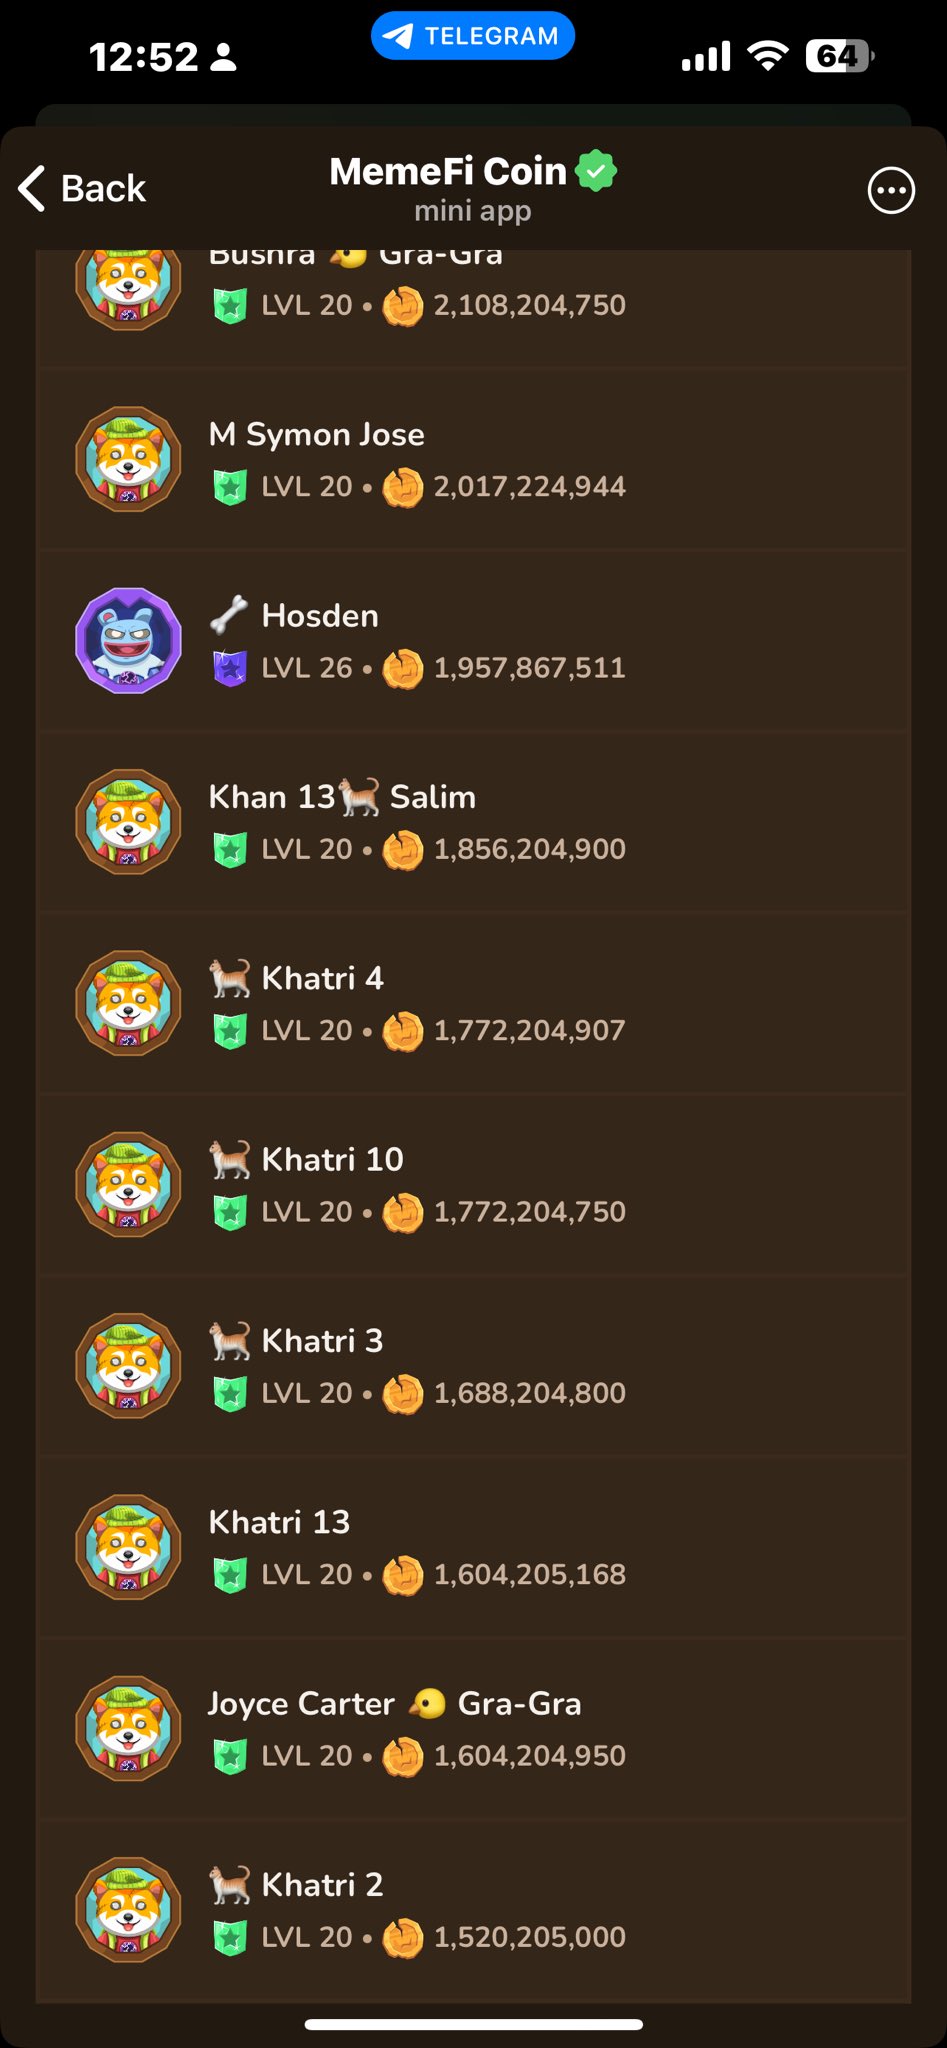 12:52
TELEGRAM
64
Back
MemeFi Coin
mini app
Bushra 🐤 Gra-Gra
LVL 20 • 2,108,204,750
M Symon Jose
LVL 20 • 2,017,224,944
🦴 Hosden
LVL 26 • 1,957,867,511
Khan 13🐈 Salim
LVL 20 • 1,856,204,900
🐈 Khatri 4
LVL 20 • 1,772,204,907
🐈 Khatri 10
LVL 20 • 1,772,204,750
🐈 Khatri 3
LVL 20 • 1,688,204,800
Khatri 13
LVL 20 • 1,604,205,168
Joyce Carter 🐤 Gra-Gra
LVL 20 • 1,604,204,950
🐈 Khatri 2
LVL 20 • 1,520,205,000